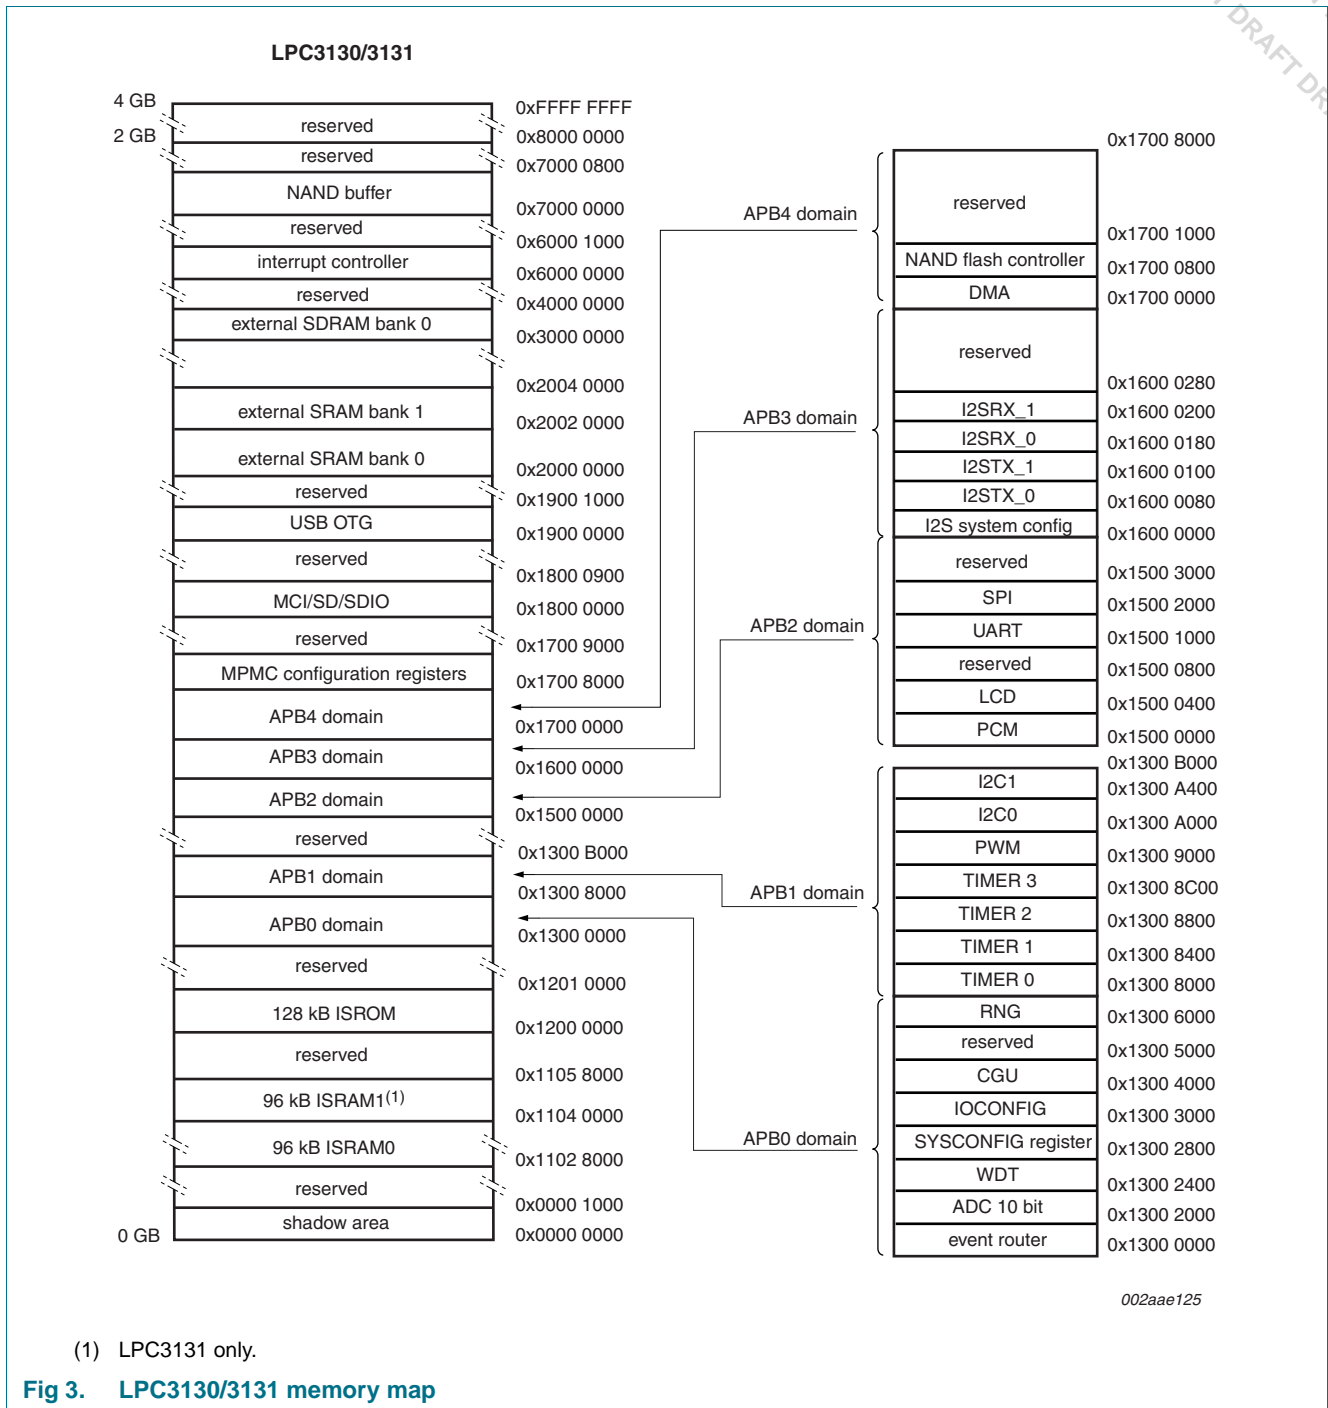 DRAFT DR
LPC3130/3131
4 GB
0xFFFF FFFF
reserved
2 GB
0x8000 0000
reserved
0x7000 0800
NAND buffer
0x7000 0000
reserved
0x6000 1000
interrupt controller
0x6000 0000
reserved
0x4000 0000
external SDRAM bank 0
0x3000 0000
0x2004 0000
external SRAM bank 1
0x2002 0000
external SRAM bank 0
0x2000 0000
reserved
0x1900 1000
USB OTG
0x1900 0000
reserved
0x1800 0900
MCI/SD/SDIO
0x1800 0000
reserved
0x1700 9000
MPMC configuration registers
0x1700 8000
APB4 domain
0x1700 0000
APB3 domain
0x1600 0000
APB2 domain
0x1500 0000
reserved
0x1300 B000
APB1 domain
0x1300 8000
APB0 domain
0x1300 0000
reserved
0x1201 0000
128 kB ISROM
0x1200 0000
reserved
0x1105 8000
96 kB ISRAM1(1)
0x1104 0000
96 kB ISRAM0
0x1102 8000
reserved
0x0000 1000
shadow area
0 GB
0x0000 0000
APB4 domain
0x1700 8000
reserved
0x1700 1000
NAND flash controller
0x1700 0800
DMA
0x1700 0000
APB3 domain
reserved
0x1600 0280
I2SRX_1
0x1600 0200
I2SRX_0
0x1600 0180
I2STX_1
0x1600 0100
I2STX_0
0x1600 0080
I2S system config
0x1600 0000
APB2 domain
reserved
0x1500 3000
SPI
0x1500 2000
UART
0x1500 1000
reserved
0x1500 0800
LCD
0x1500 0400
PCM
0x1500 0000
APB1 domain
0x1300 B000
I2C1
0x1300 A400
I2C0
0x1300 A000
PWM
0x1300 9000
TIMER 3
0x1300 8C00
TIMER 2
0x1300 8800
TIMER 1
0x1300 8400
TIMER 0
0x1300 8000
APB0 domain
RNG
0x1300 6000
reserved
0x1300 5000
CGU
0x1300 4000
IOCONFIG
0x1300 3000
SYSCONFIG register
0x1300 2800
WDT
0x1300 2400
ADC 10 bit
0x1300 2000
event router
0x1300 0000
002aae125
(1) LPC3131 only.
Fig 3. LPC3130/3131 memory map